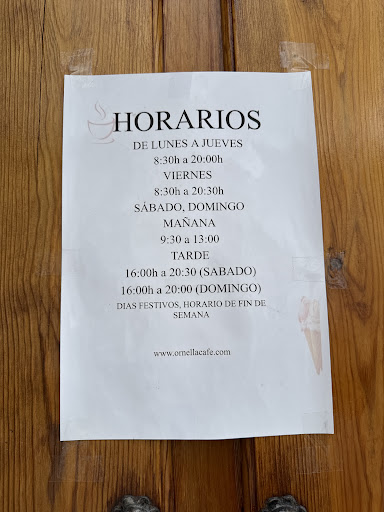 HORARIOS
DE LUNES A JUEVES
8:30h a 20:00h
VIERNES
8:30h a 20:30h
SÁBADO, DOMINGO
MAÑANA
9:30 a 13:00
TARDE
16:00h a 20:30 (SABADO)
16:00h a 20:00 (DOMINGO)
DIAS FESTIVOS, HORARIO DE FIN DE
SEMANA
www.ornellacafe.com